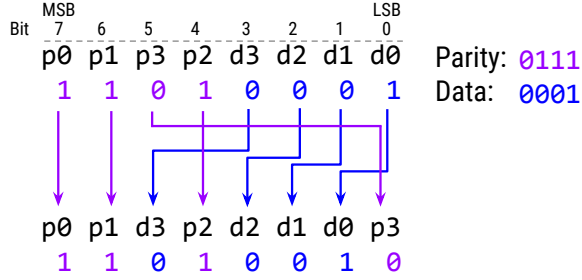 MSB LSB
Bit 7 6 5 4 3 2 1 0
p0 p1 p3 p2 d3 d2 d1 d0 Parity: 0111
1 1 0 1 0 0 0 1 Data: 0001
p0 p1 d3 p2 d2 d1 d0 p3
1 1 0 1 0 0 1 0